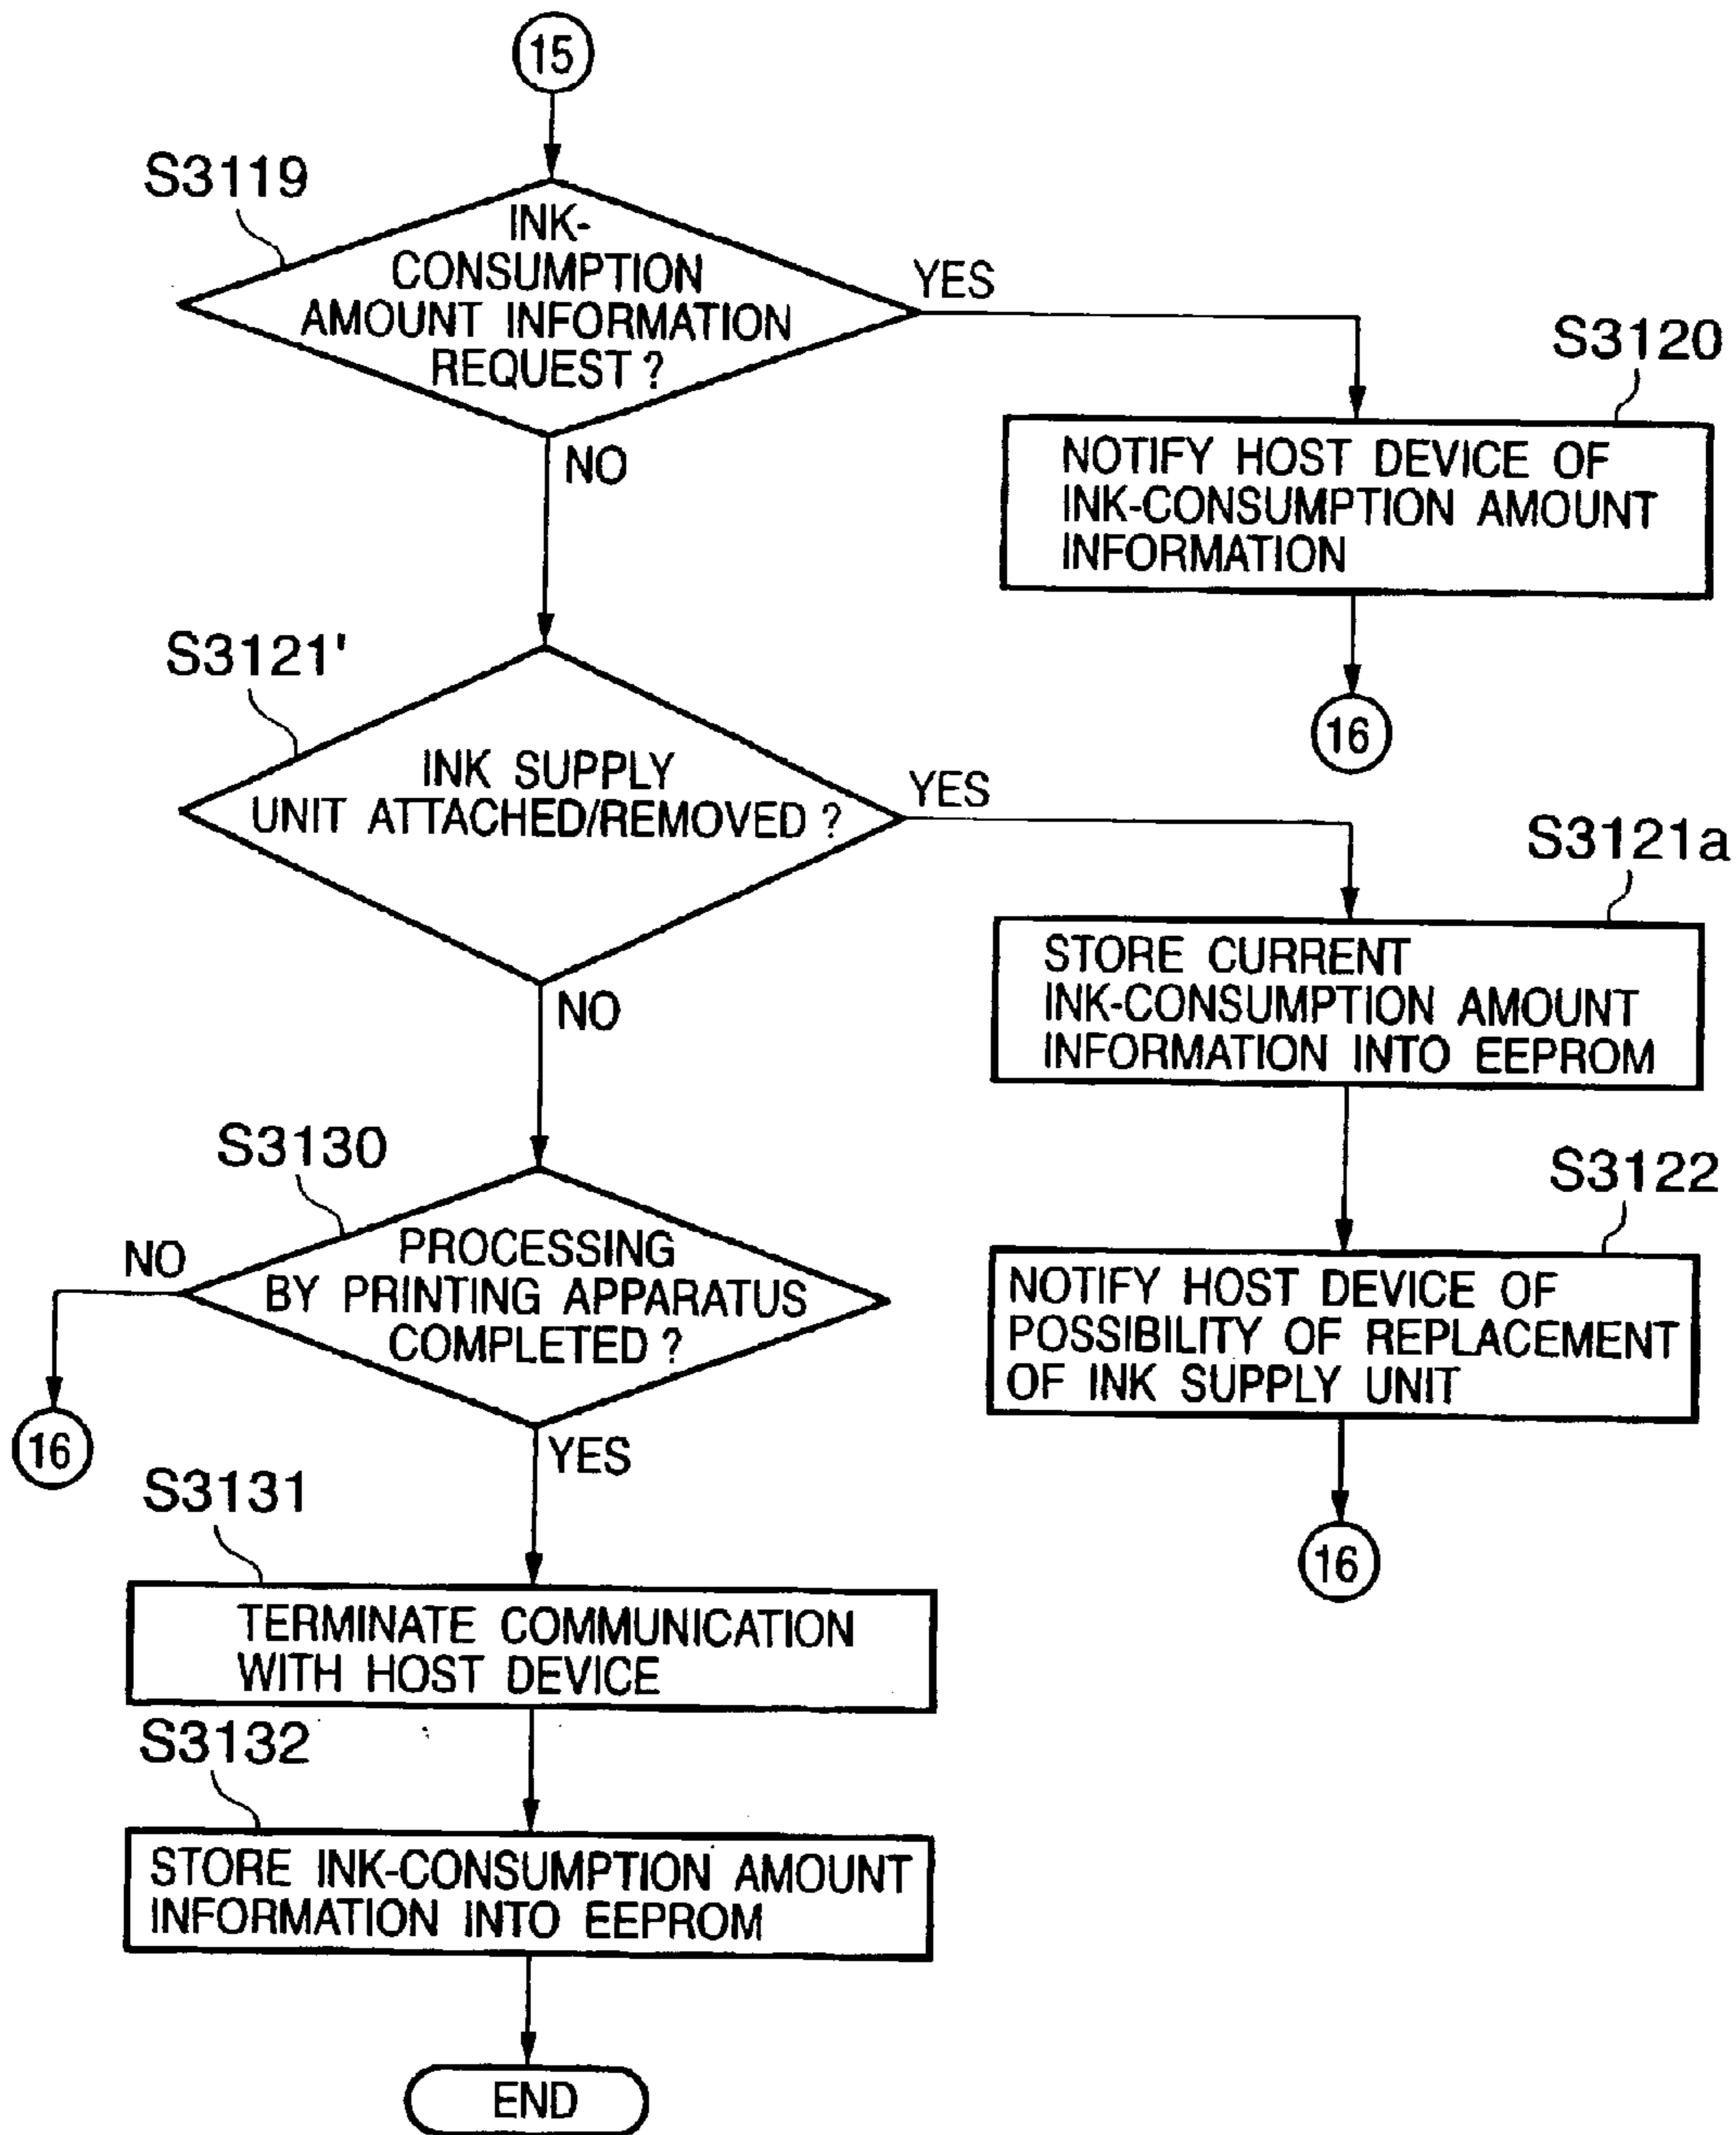 15
S3119
INK-
CONSUMPTION
AMOUNT INFORMATION
REQUEST ?
YES
NO
S3120
NOTIFY HOST DEVICE OF
INK-CONSUMPTION AMOUNT
INFORMATION
16
S3121'
INK SUPPLY
UNIT ATTACHED/REMOVED ?
YES
NO
S3121a
STORE CURRENT
INK-CONSUMPTION AMOUNT
INFORMATION INTO EEPROM
S3122
NOTIFY HOST DEVICE OF
POSSIBILITY OF REPLACEMENT
OF INK SUPPLY UNIT
16
S3130
PROCESSING
BY PRINTING APPARATUS
COMPLETED ?
NO
16
YES
S3131
TERMINATE COMMUNICATION
WITH HOST DEVICE
S3132
STORE INK-CONSUMPTION AMOUNT
INFORMATION INTO EEPROM
END